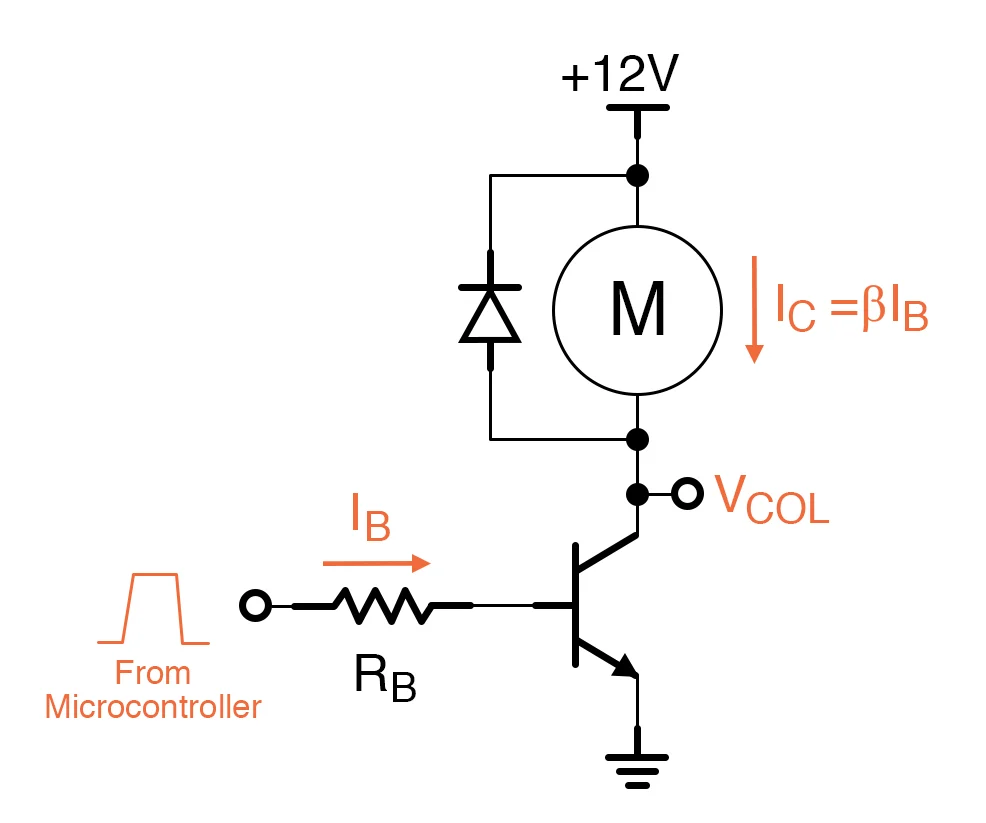 +12V
M
I_C =βI_B
V_COL
I_B
R_B
From
Microcontroller